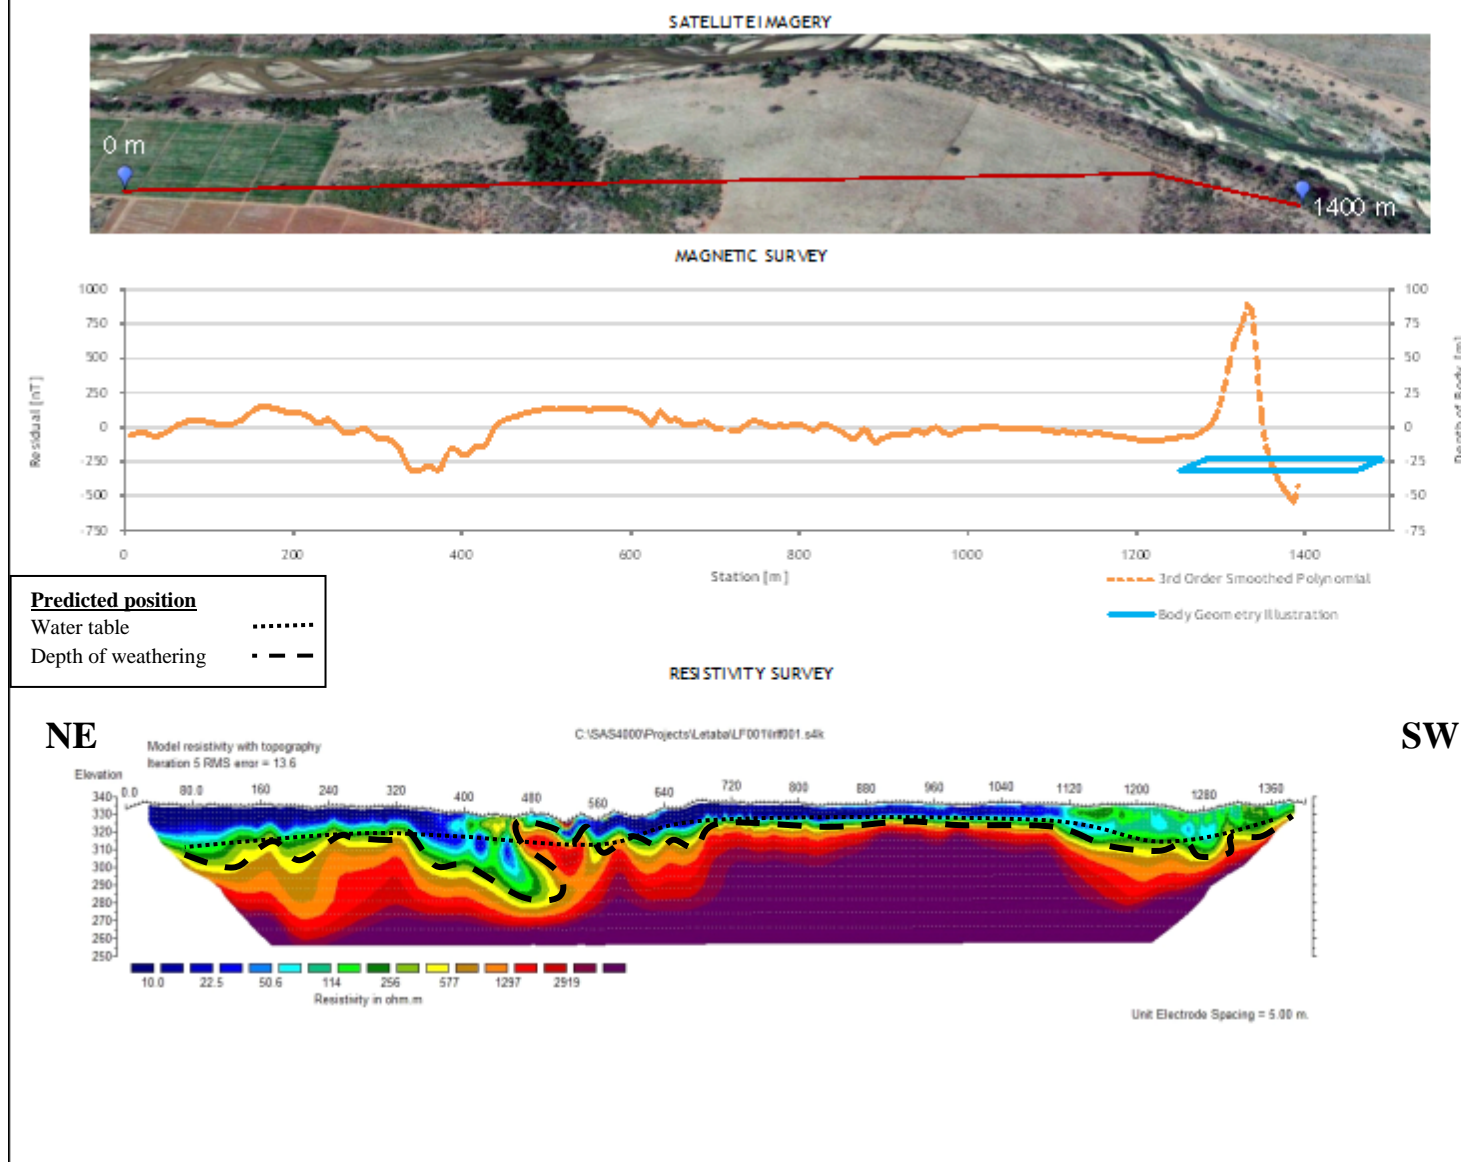 SATELLITE IMAGERY
0 m
1400 m
MAGNETIC SURVEY
1000
750
500
250
0
-250
-500
-750
Residual [nT]
100
75
50
25
0
-25
-50
-75
Depth of Body [m]
0 200 400 600 800 1000 1200 1400
Station [m]
3rd Order Smoothed Polynomial
Body Geometry Illustration
Predicted position
Water table
Depth of weathering
RESISTIVITY SURVEY
NE
SW
C:\SAS4000\Projects\Letaba\LF001\lrlf001.s4k
Model resistivity with topography
Iteration 5 RMS error = 13.6
Elevation
0.0 80.0 160 240 320 400 480 560 640 720 800 880 960 1040 1120 1200 1280 1360
340
330
320
310
300
290
280
270
260
250
10.0 22.5 50.6 114 256 577 1297 2919
Resistivity in ohm.m
Unit Electrode Spacing = 5.00 m.